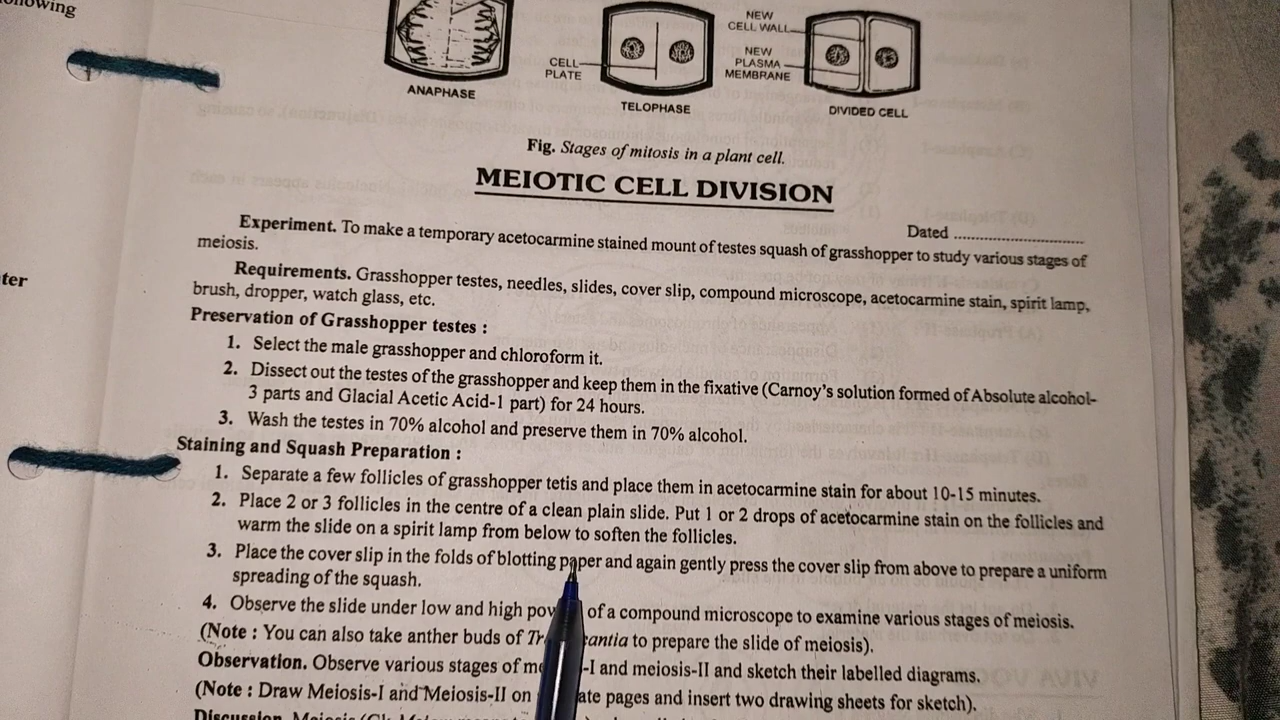 ollowing
NEW
CELL WALL
CELL
PLATE
NEW
PLASMA
MEMBRANE
ANAPHASE
TELOPHASE
DIVIDED CELL
Fig. Stages of mitosis in a plant cell.
MEIOTIC CELL DIVISION
Dated ................................
Experiment. To make a temporary acetocarmine stained mount of testes squash of grasshopper to study various stages of
meiosis.
ter
Requirements. Grasshopper testes, needles, slides, cover slip, compound microscope, acetocarmine stain, spirit lamp,
brush, dropper, watch glass, etc.
Preservation of Grasshopper testes :
1. Select the male grasshopper and chloroform it.
2. Dissect out the testes of the grasshopper and keep them in the fixative (Carnoy's solution formed of Absolute alcohol-
3 parts and Glacial Acetic Acid-1 part) for 24 hours.
3. Wash the testes in 70% alcohol and preserve them in 70% alcohol.
Staining and Squash Preparation :
1. Separate a few follicles of grasshopper tetis and place them in acetocarmine stain for about 10-15 minutes.
2. Place 2 or 3 follicles in the centre of a clean plain slide. Put 1 or 2 drops of acetocarmine stain on the follicles and
warm the slide on a spirit lamp from below to soften the follicles.
3. Place the cover slip in the folds of blotting paper and again gently press the cover slip from above to prepare a uniform
spreading of the squash.
4. Observe the slide under low and high pow of a compound microscope to examine various stages of meiosis.
(Note : You can also take anther buds of Tr cantia to prepare the slide of meiosis).
Observation. Observe various stages of me -I and meiosis-II and sketch their labelled diagrams.
(Note : Draw Meiosis-I and Meiosis-II on ate pages and insert two drawing sheets for sketch).
Discussion. Meiosis